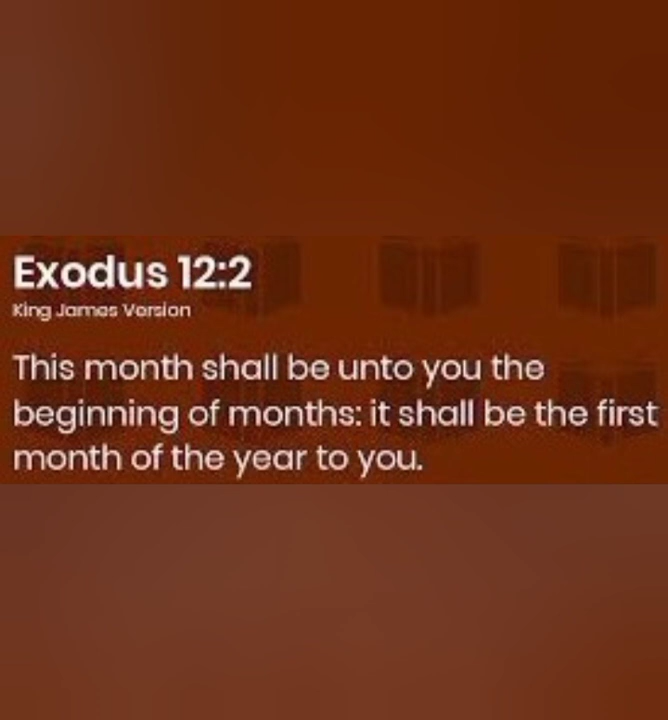 Exodus 12:2
King James Version
This month shall be unto you the
beginning of months: it shall be the first
month of the year to you.